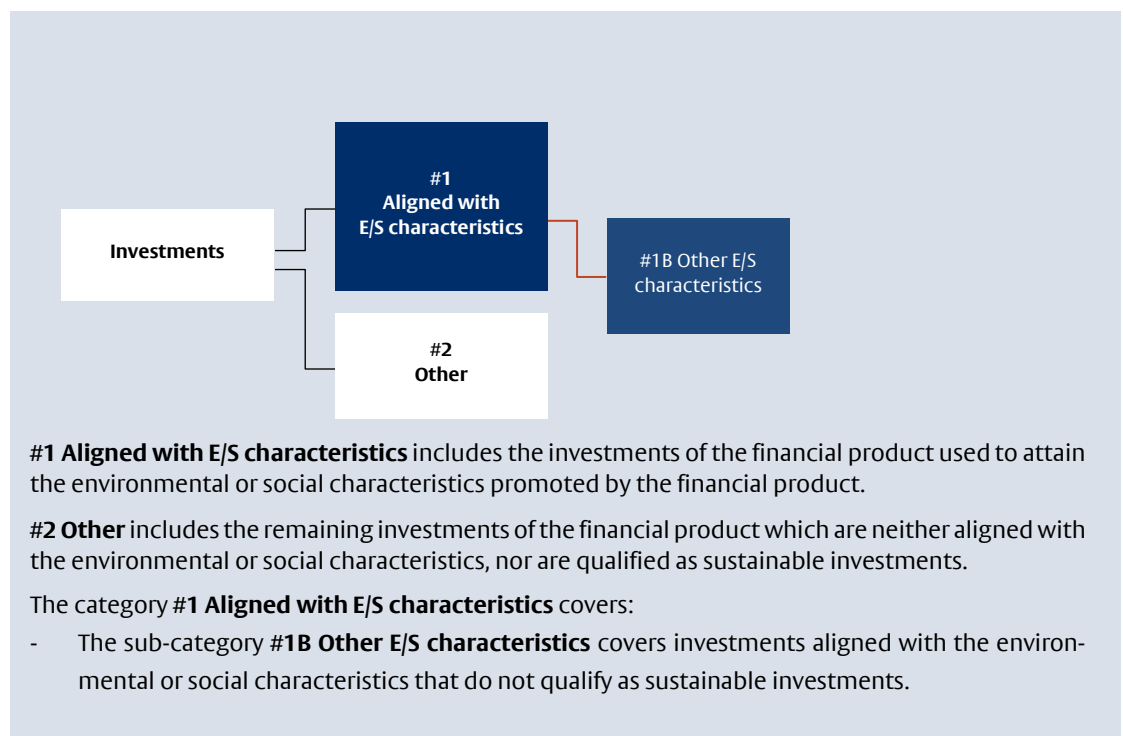 #1
Aligned with
E/S characteristics
Investments
#1B Other E/S
characteristics
#2
Other
#1 Aligned with E/S characteristics includes the investments of the financial product used to attain
the environmental or social characteristics promoted by the financial product.
#2 Other includes the remaining investments of the financial product which are neither aligned with
the environmental or social characteristics, nor are qualified as sustainable investments.
The category #1 Aligned with E/S characteristics covers:
- The sub-category #1B Other E/S characteristics covers investments aligned with the environ-
mental or social characteristics that do not qualify as sustainable investments.